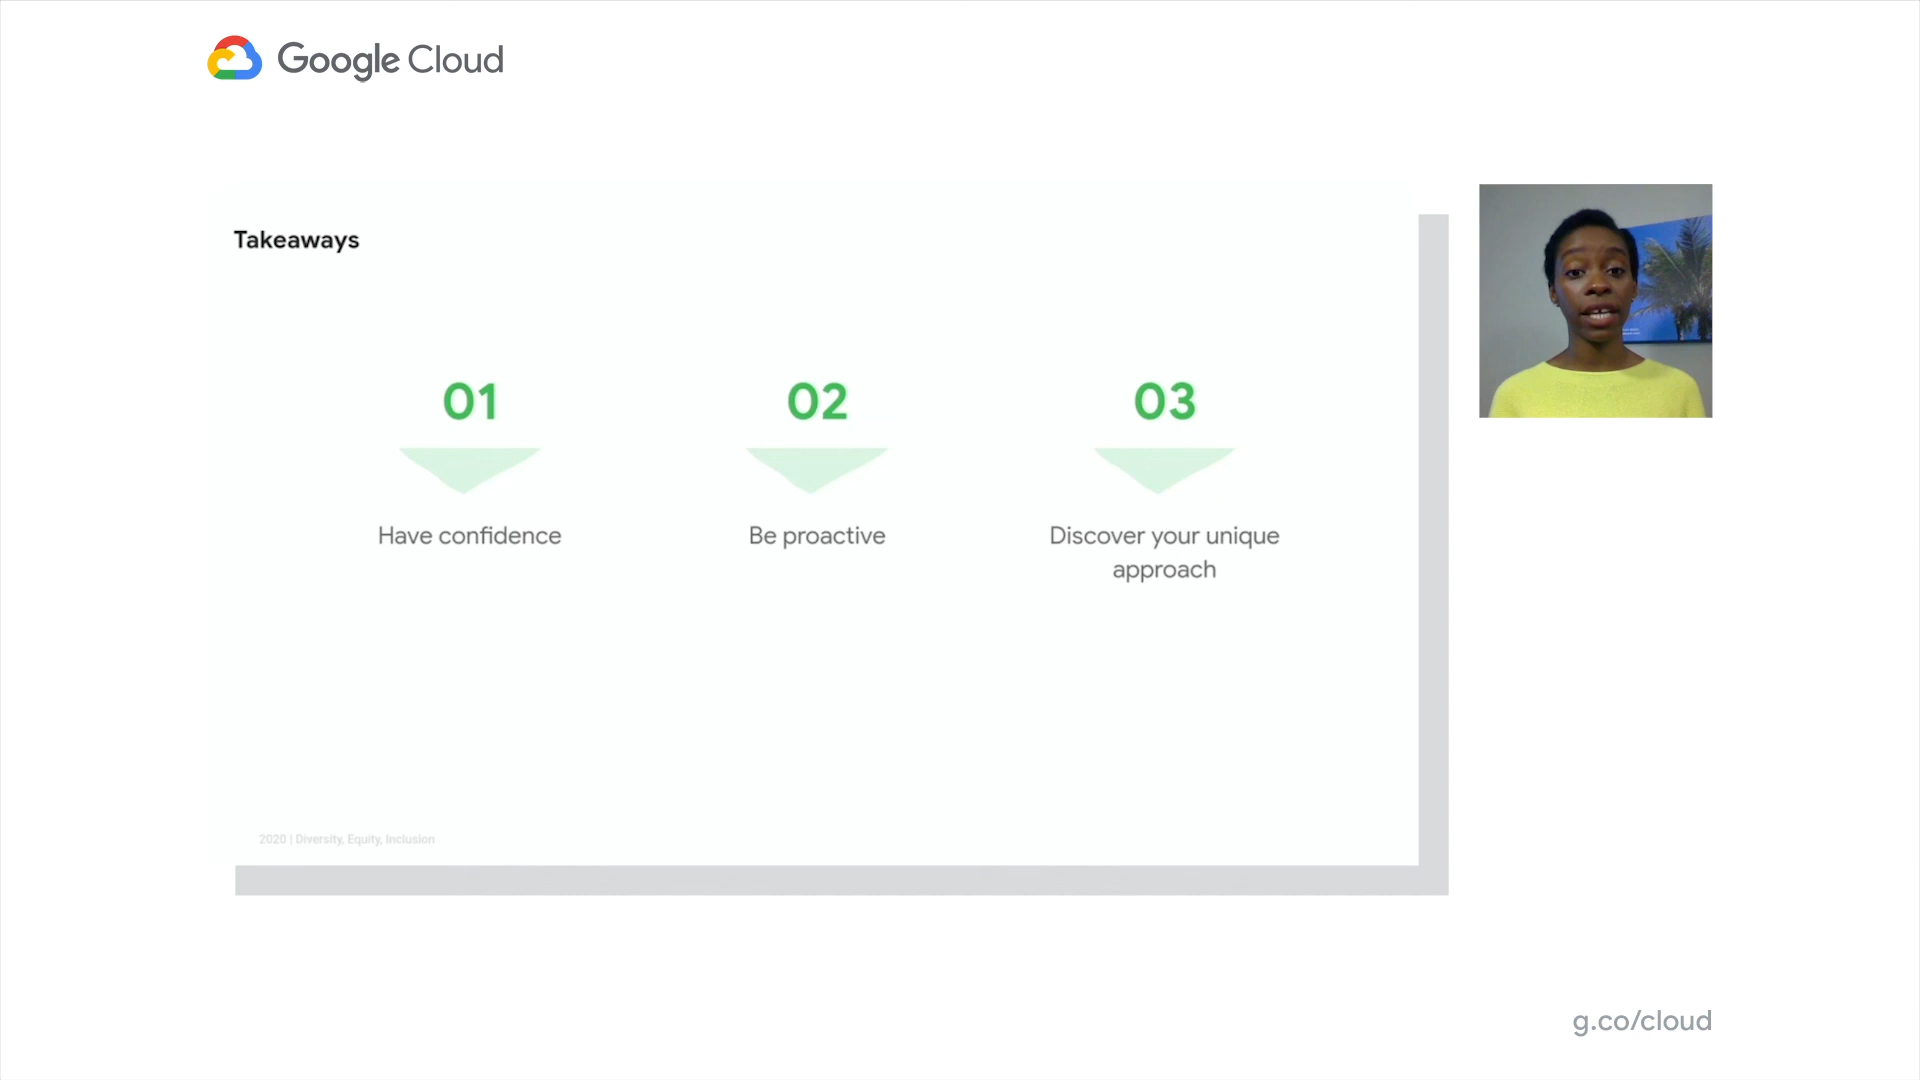 Google Cloud
Takeaways
01
02
03
Have confidence
Be proactive
Discover your unique
approach
2020 | Diversity, Equity, Inclusion
g.co/cloud